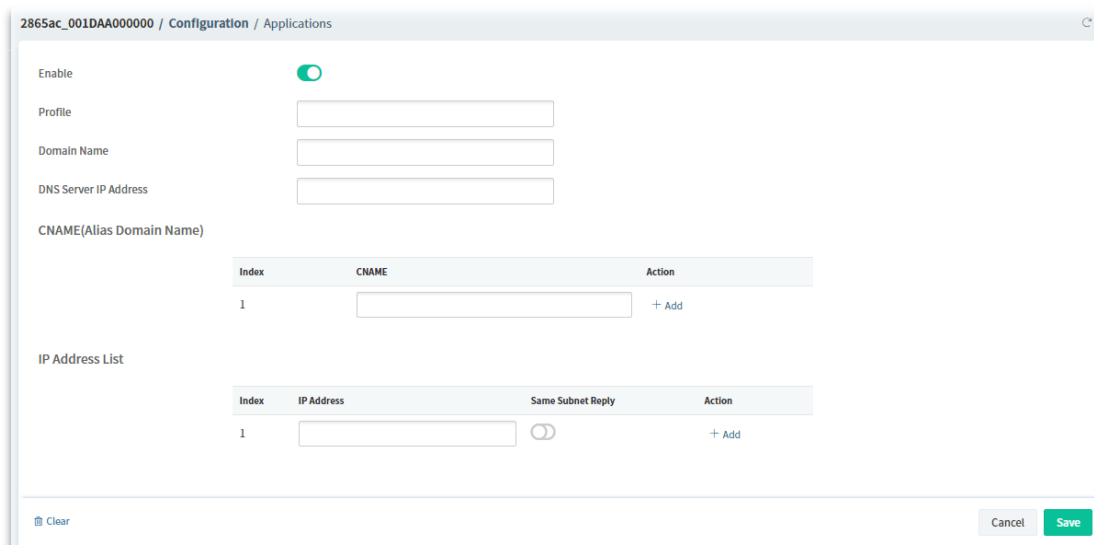 2865ac_001DAA000000 / Configuration / Applications
Enable
Profile
Domain Name
DNS Server IP Address
CNAME(Alias Domain Name)
Index CNAME Action
1 + Add
IP Address List
Index IP Address Same Subnet Reply Action
1 + Add
Clear Cancel Save